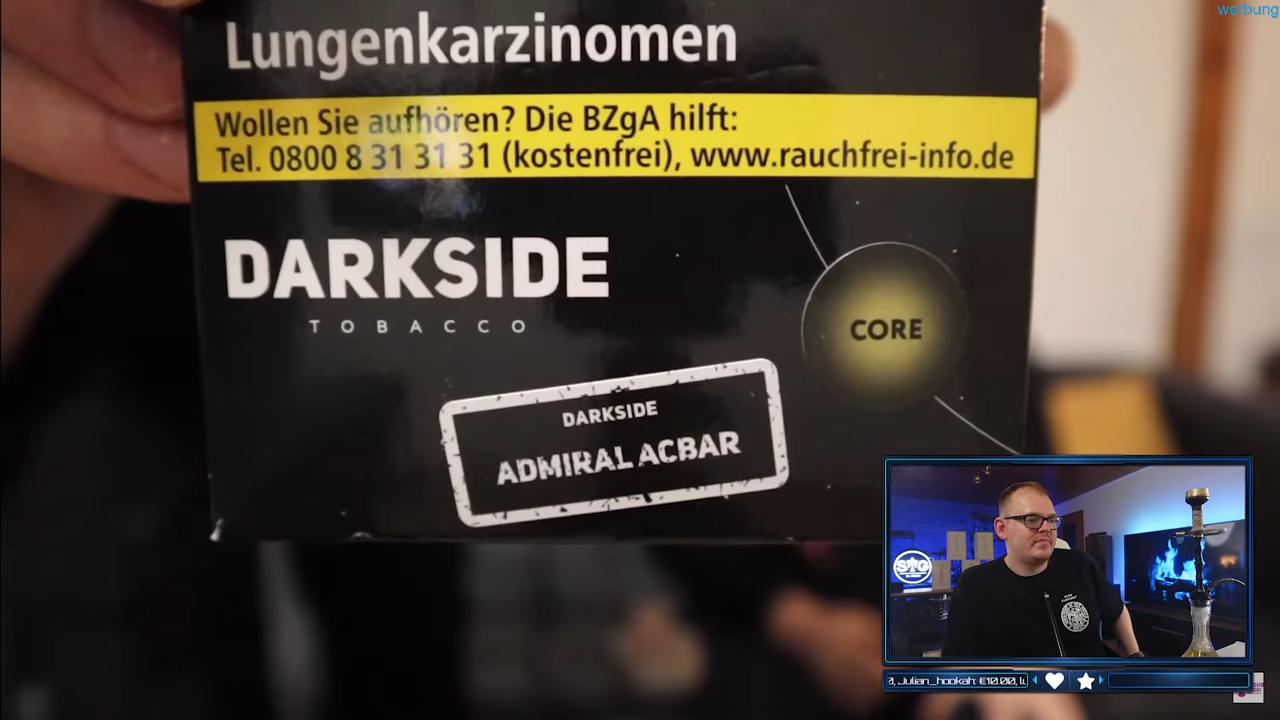 werbung
Lungenkarzinomen
Wollen Sie aufhören? Die BZgA hilft:
Tel. 0800 8 31 31 31 (kostenfrei), www.rauchfrei-info.de
DARKSIDE
TOBACCO
CORE
DARKSIDE
ADMIRAL ACBAR
STG
Julian_hookah: €10.00,